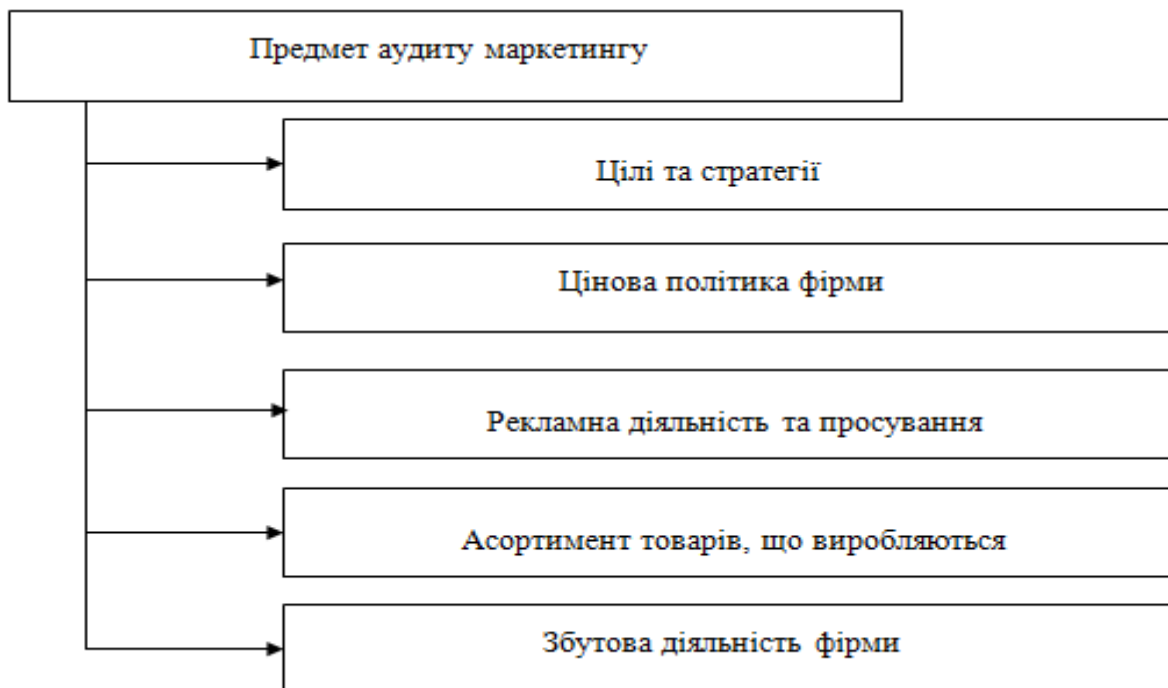 Предмет аудиту маркетингу
Цілі та стратегії
Цінова політика фірми
Рекламна діяльність та просування
Асортимент товарів, що виробляються
Збутова діяльність фірми